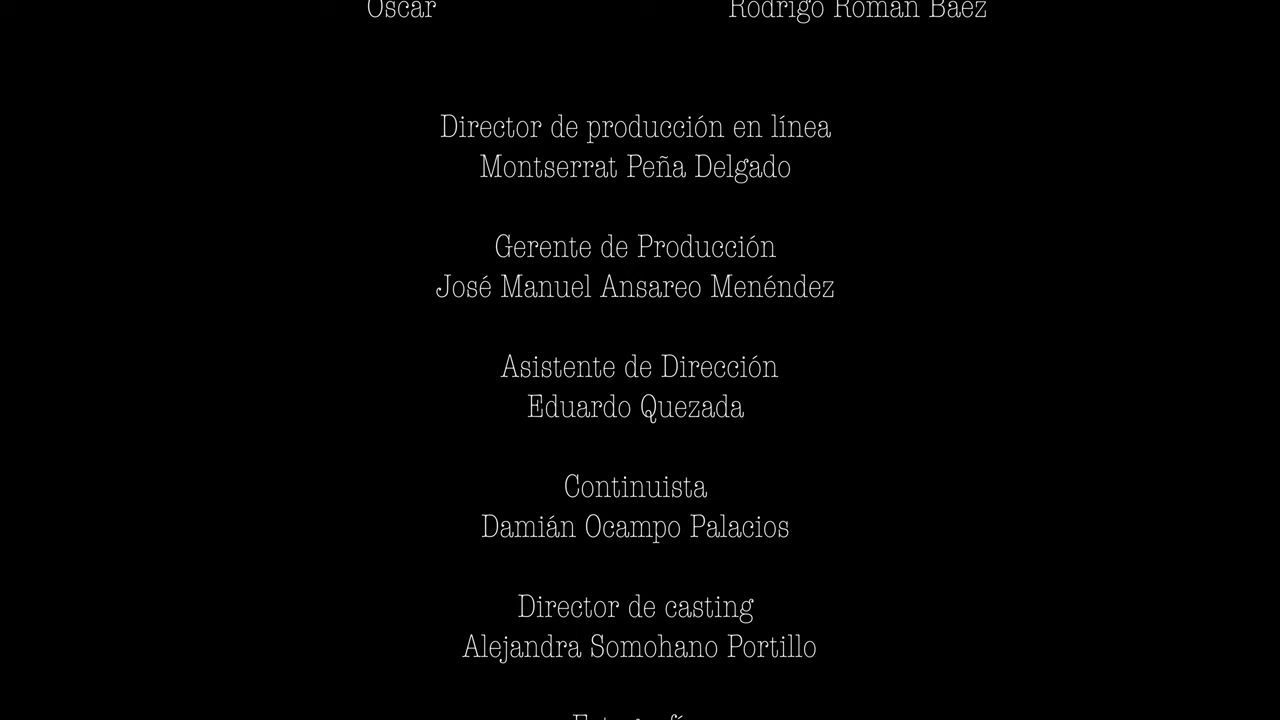 Oscar Rodrigo Román Báez
Director de producción en línea
Montserrat Peña Delgado
Gerente de Producción
José Manuel Ansareo Menéndez
Asistente de Dirección
Eduardo Quezada
Continuista
Damián Ocampo Palacios
Director de casting
Alejandra Somohano Portillo